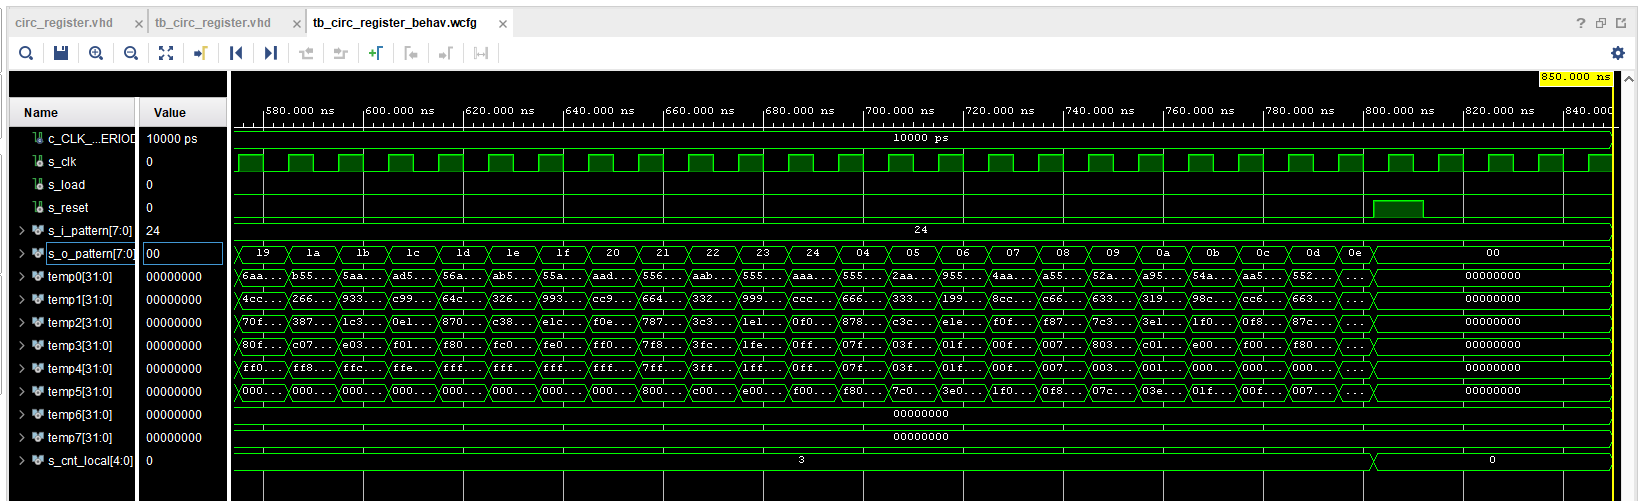 circ_register.vhd × tb_circ_register.vhd × tb_circ_register_behav.wcfg ×
850.000 ns
Name Value 580.000 ns 600.000 ns 620.000 ns 640.000 ns 660.000 ns 680.000 ns 700.000 ns 720.000 ns 740.000 ns 760.000 ns 780.000 ns 800.000 ns 820.000 ns 840.000
c_CLK_...ERIOD 10000 ps 10000 ps
s_clk 0
s_load 0
s_reset 0
s_i_pattern[7:0] 24 24
s_o_pattern[7:0] 00 19 1a 1b 1c 1d 1e 1f 20 21 22 23 24 04 05 06 07 08 09 0a 0b 0c 0d 0e 00
temp0[31:0] 00000000 6aa... b55... 5aa... ad5... 56a... ab5... 55a... aad... 556... aab... 555... aaa... 555... 2aa... 955... 4aa... a55... 52a... a95... 54a... aa5... 552... ... 00000000
temp1[31:0] 00000000 4cc... 266... 933... c99... 64c... 326... 993... cc9... 664... 332... 999... ccc... 666... 333... 199... 8cc... c66... 633... 319... 98c... cc6... 663... ... 00000000
temp2[31:0] 00000000 70f... 387... 1c3... 0e1... 870... c38... e1c... f0e... 787... 3c3... 1e1... 0f0... 878... c3c... e1e... f0f... f87... 7c3... 3e1... 1f0... 0f8... 87c... ... 00000000
temp3[31:0] 00000000 80f... c07... e03... f01... f80... fc0... fe0... ff0... 7f8... 3fc... 1fe... 0ff... 07f... 03f... 01f... 00f... 007... 803... c01... e00... f00... f80... ... 00000000
temp4[31:0] 00000000 ff0... ff8... ffc... ffe... fff... fff... fff... fff... 7ff... 3ff... 1ff... 0ff... 07f... 03f... 01f... 00f... 007... 003... 001... 000... 000... 000... ... 00000000
temp5[31:0] 00000000 000... 000... 000... 000... 000... 000... 000... 000... 800... c00... e00... f00... f80... 7c0... 3e0... 1f0... 0f8... 07c... 03e... 01f... 00f... 007... ... 00000000
temp6[31:0] 00000000 00000000
temp7[31:0] 00000000 00000000
s_cnt_local[4:0] 0 3 0